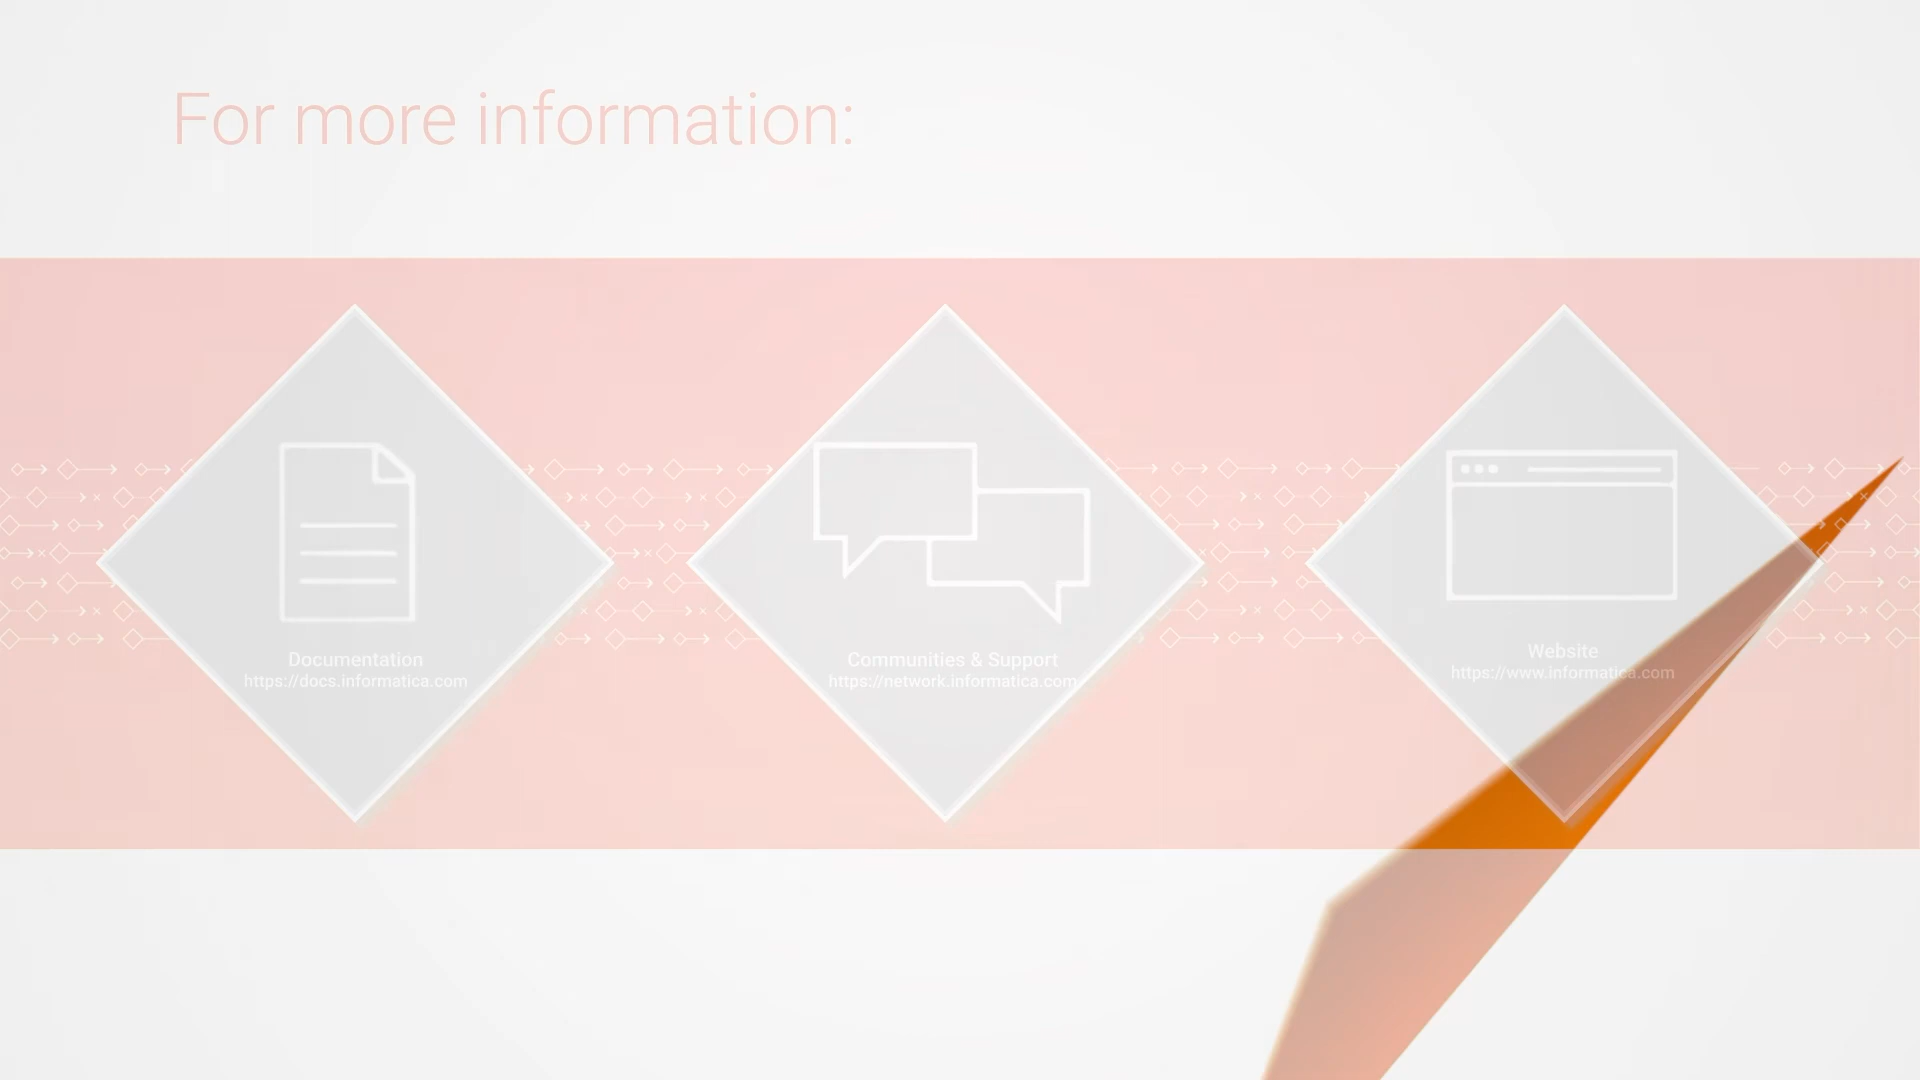 For more information:
Documentation
https://docs.informatica.com
Communities & Support
https://network.informatica.com
Website
https://www.informatica.com